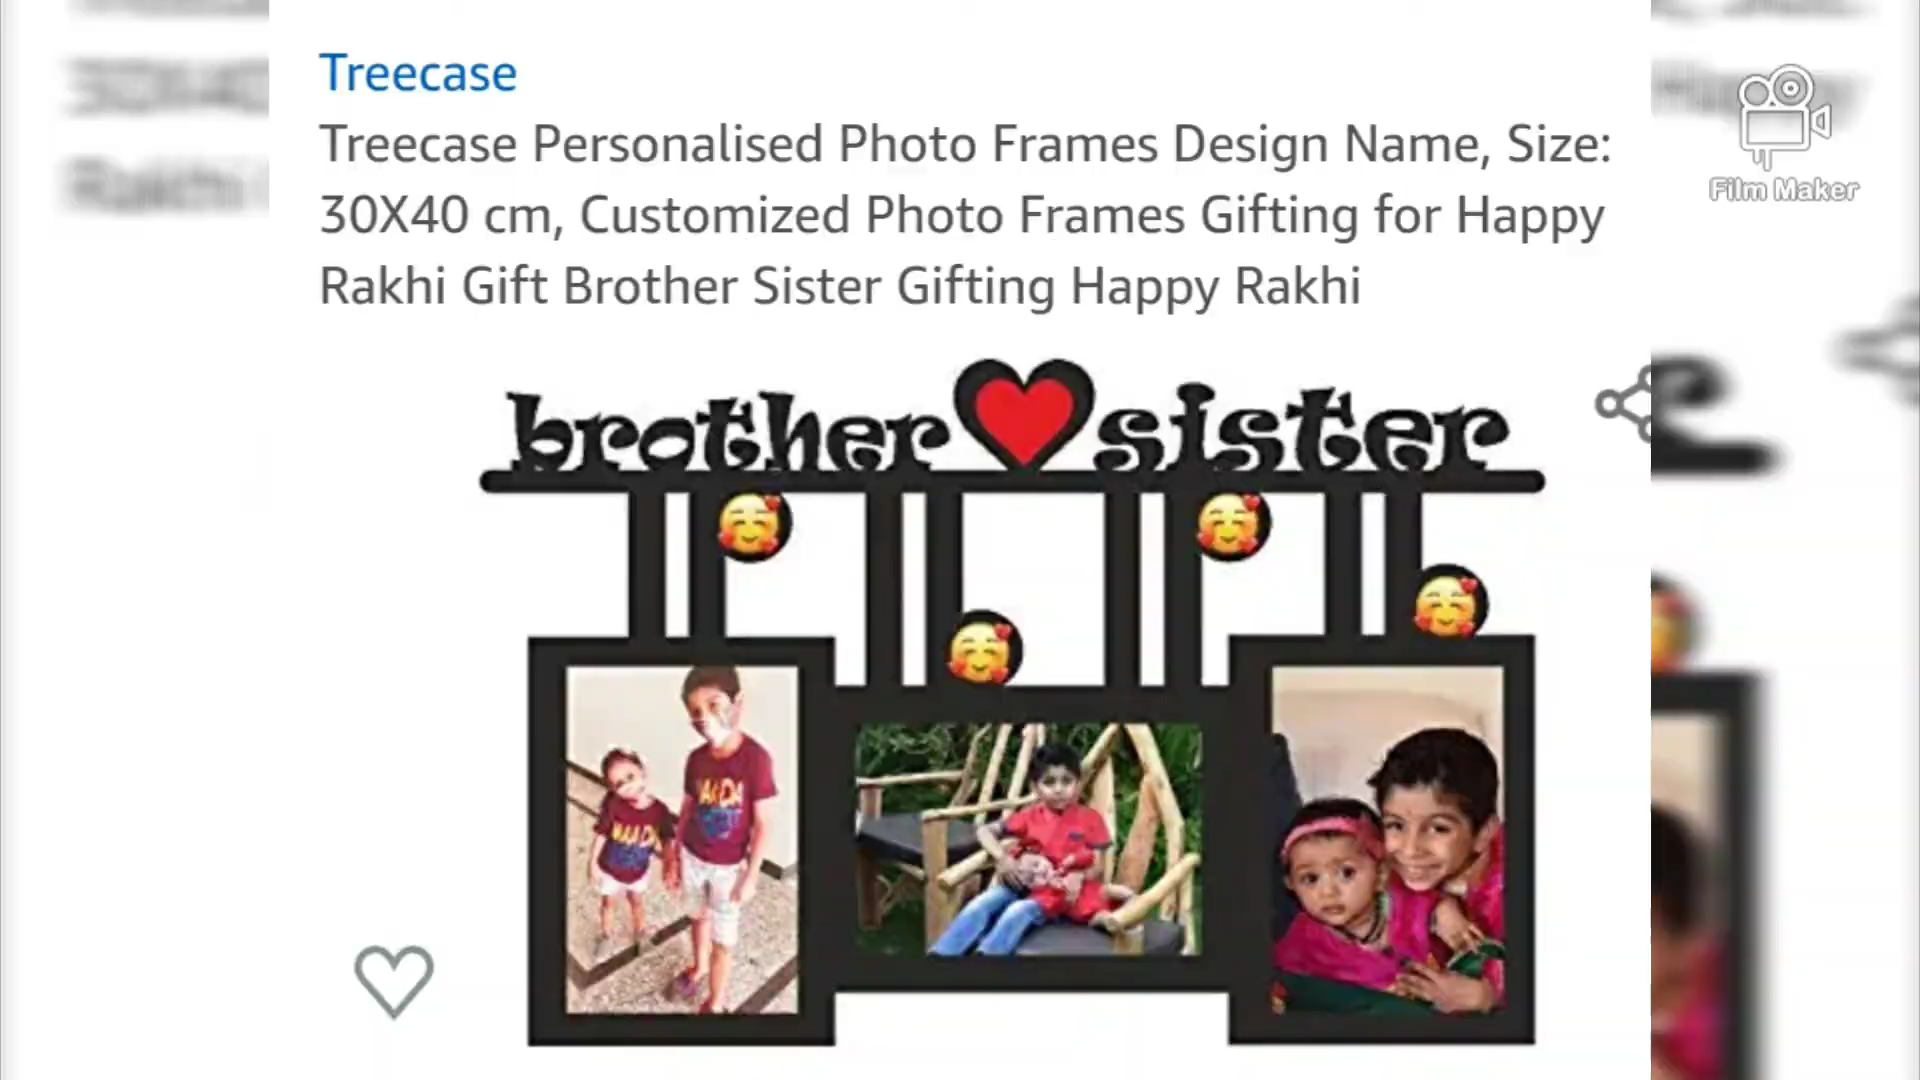 Treecase
Treecase Personalised Photo Frames Design Name, Size:
30X40 cm, Customized Photo Frames Gifting for Happy
Rakhi Gift Brother Sister Gifting Happy Rakhi
Film Maker
brother sister